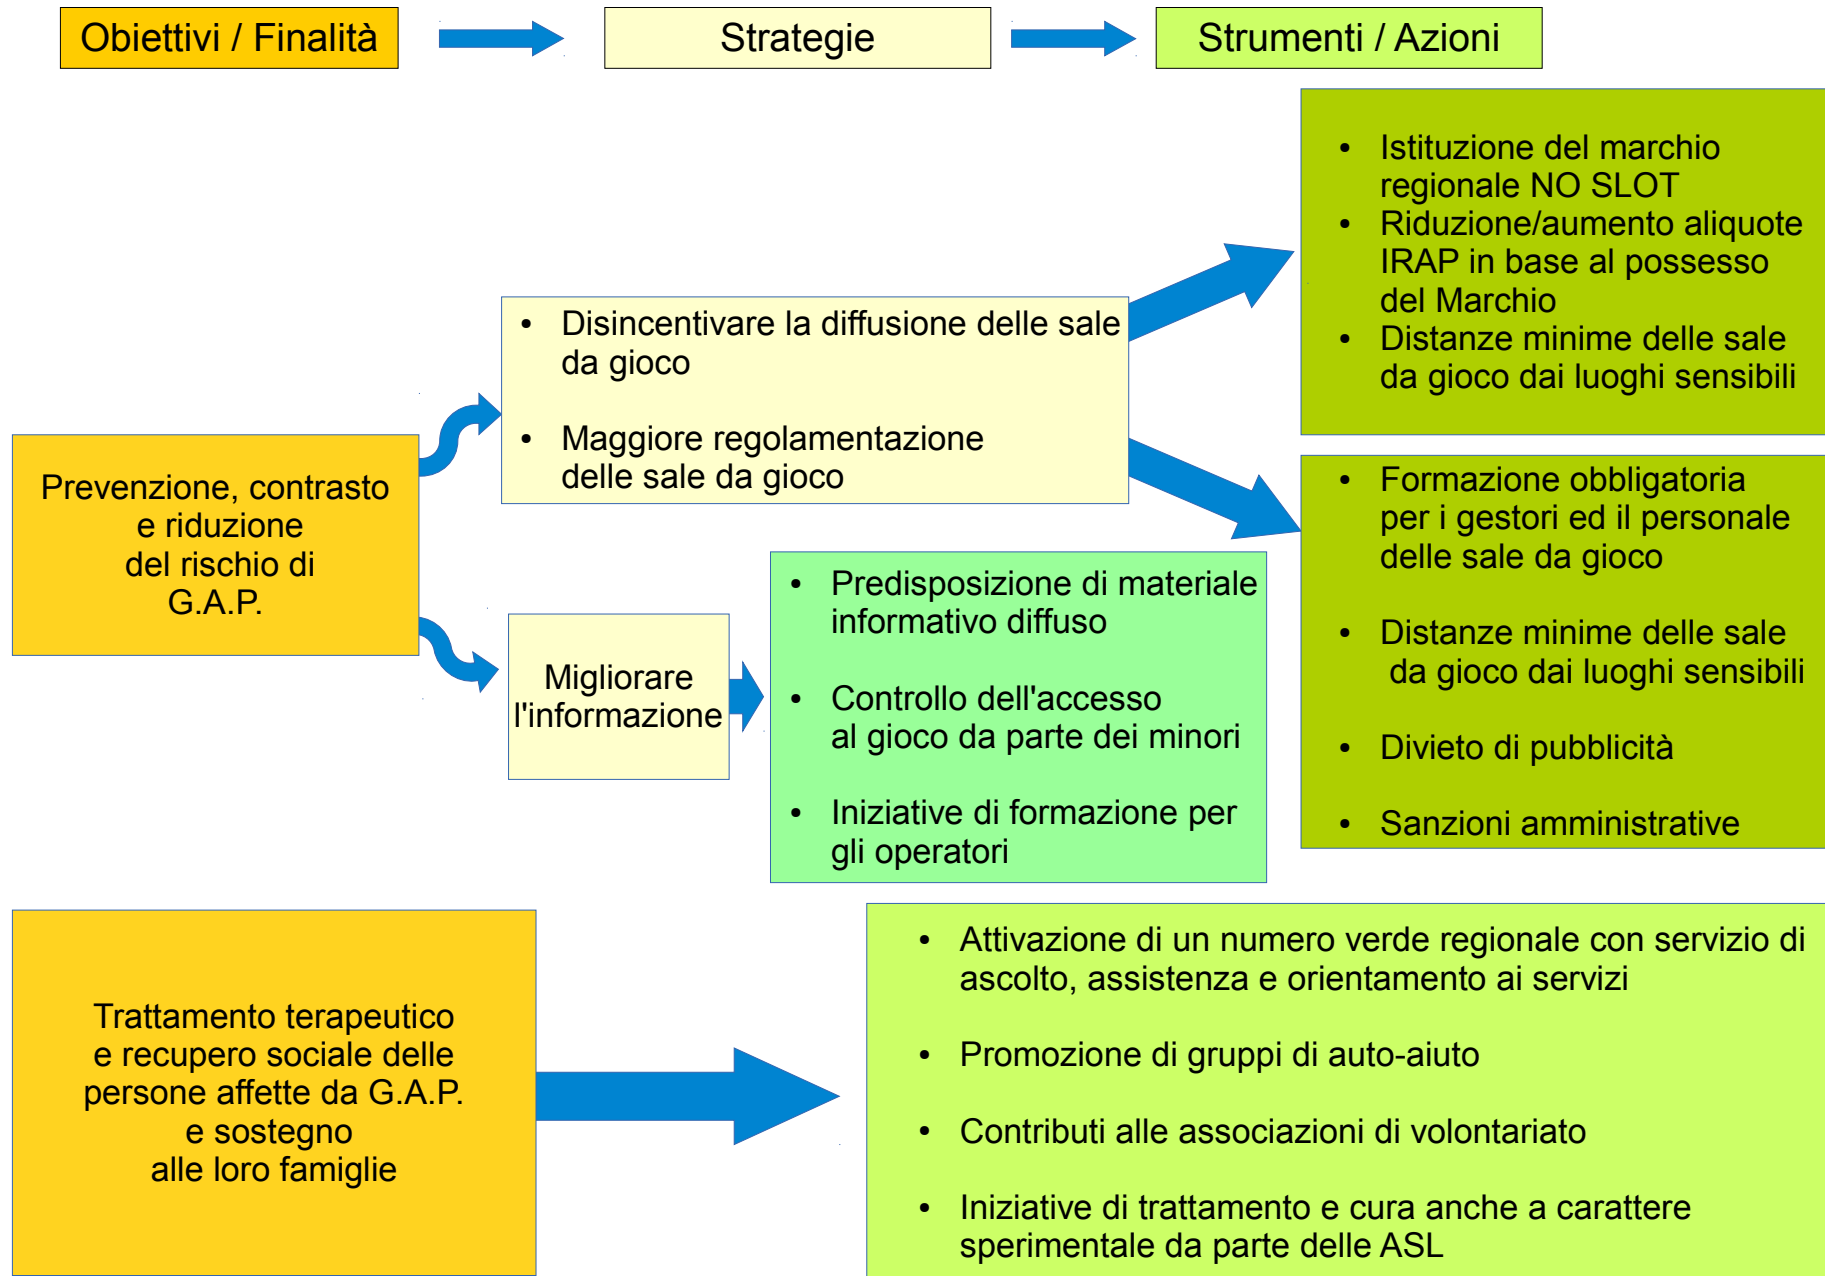 Obiettivi / Finalità
Strategie
Strumenti / Azioni
• Istituzione del marchio
regionale NO SLOT
• Riduzione/aumento aliquote
IRAP in base al possesso
del Marchio
• Distanze minime delle sale
da gioco dai luoghi sensibili
• Disincentivare la diffusione delle sale
da gioco
• Maggiore regolamentazione
delle sale da gioco
Prevenzione, contrasto
e riduzione
del rischio di
G.A.P.
• Formazione obbligatoria
per i gestori ed il personale
delle sale da gioco
• Distanze minime delle sale
da gioco dai luoghi sensibili
• Divieto di pubblicità
• Sanzioni amministrative
Migliorare
l'informazione
• Predisposizione di materiale
informativo diffuso
• Controllo dell'accesso
al gioco da parte dei minori
• Iniziative di formazione per
gli operatori
Trattamento terapeutico
e recupero sociale delle
persone affette da G.A.P.
e sostegno
alle loro famiglie
• Attivazione di un numero verde regionale con servizio di
ascolto, assistenza e orientamento ai servizi
• Promozione di gruppi di auto-aiuto
• Contributi alle associazioni di volontariato
• Iniziative di trattamento e cura anche a carattere
sperimentale da parte delle ASL